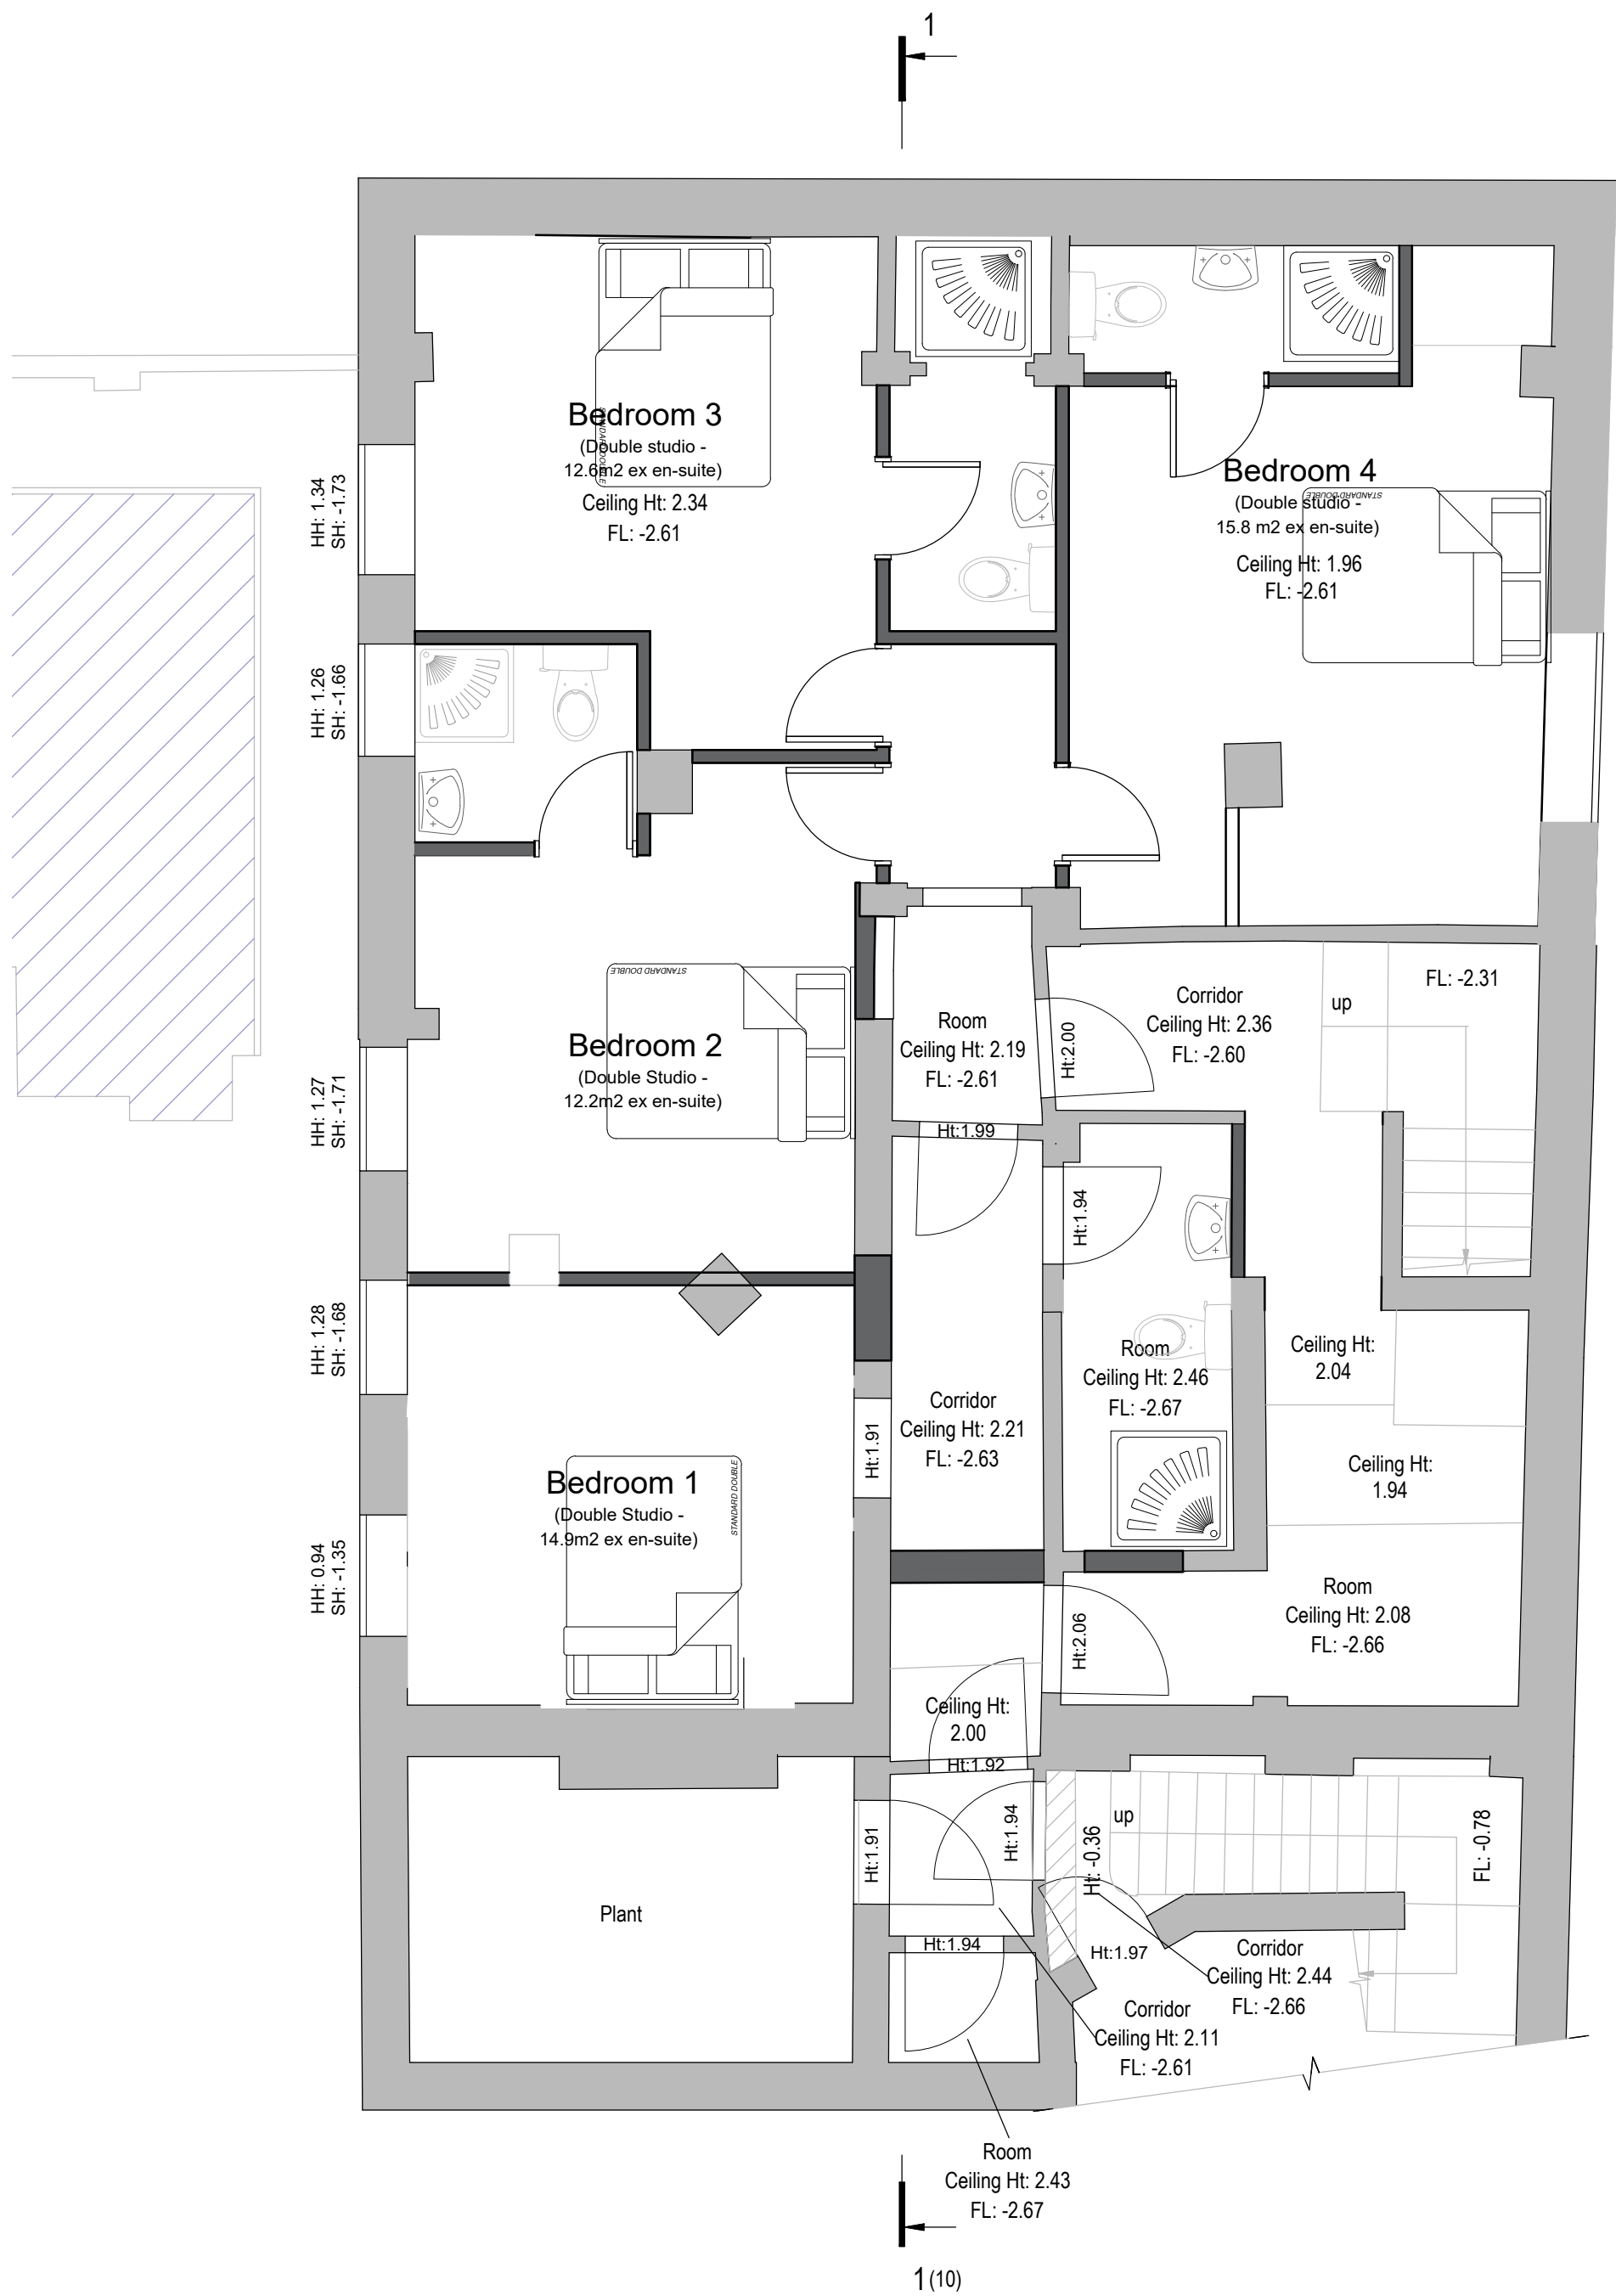 1
Bedroom 3
(Double studio -
12.6m2 ex en-suite)
Ceiling Ht: 2.34
FL: -2.61
STANDARD DOUBLE
HH: 1.34
SH: -1.73
Bedroom 4
(Double studio -
15.8 m2 ex en-suite)
Ceiling Ht: 1.96
FL: -2.61
STANDARD DOUBLE
HH: 1.26
SH: -1.66
Bedroom 2
(Double Studio -
12.2m2 ex en-suite)
STANDARD DOUBLE
HH: 1.27
SH: -1.71
Room
Ceiling Ht: 2.19
FL: -2.61
Ht:2.00
Corridor
Ceiling Ht: 2.36
FL: -2.60
up
FL: -2.31
Ht:1.99
Ht:1.94
HH: 1.28
SH: -1.68
Room
Ceiling Ht: 2.46
FL: -2.67
Ceiling Ht:
2.04
Corridor
Ceiling Ht: 2.21
FL: -2.63
Ht:1.91
Ceiling Ht:
1.94
Bedroom 1
(Double Studio -
14.9m2 ex en-suite)
STANDARD DOUBLE
HH: 0.94
SH: -1.35
Room
Ceiling Ht: 2.08
FL: -2.66
Ht:2.06
Ceiling Ht:
2.00
Ht:1.92
Ht:1.91
Ht:1.94
Ht: -0.36
up
FL: -0.78
Plant
Ht:1.94
Ht:1.97
Corridor
Ceiling Ht: 2.44
FL: -2.66
Corridor
Ceiling Ht: 2.11
FL: -2.61
Room
Ceiling Ht: 2.43
FL: -2.67
1 (10)